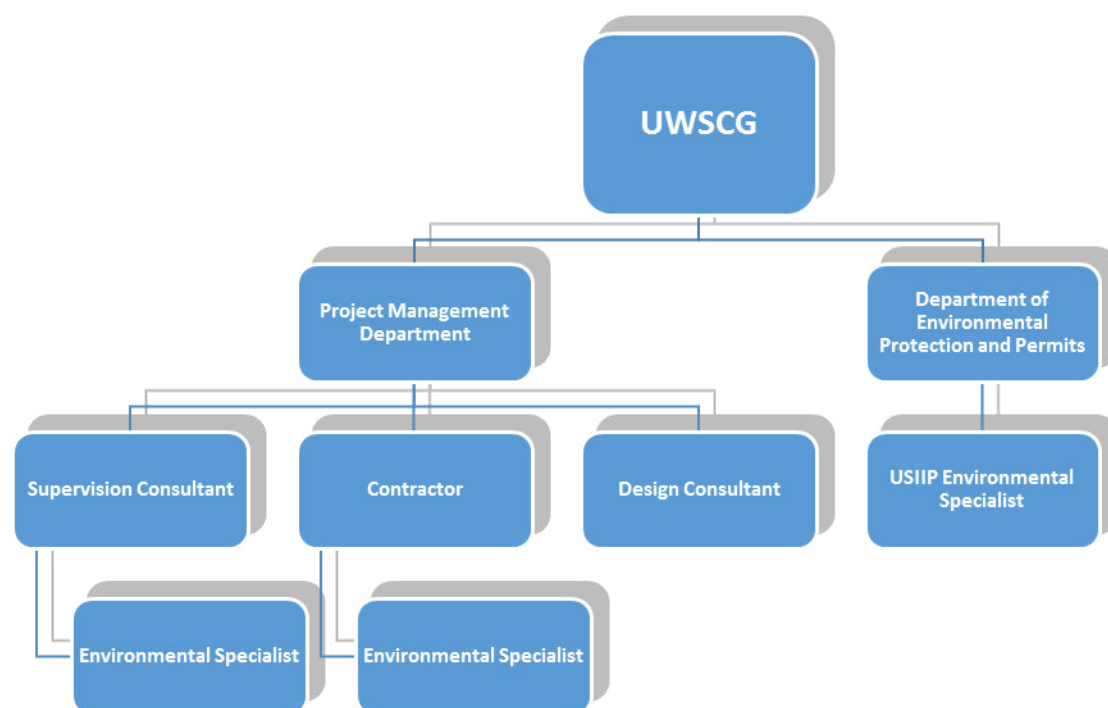 UWSCG
Project Management
Department
Department of
Environmental
Protection and Permits
Supervision Consultant
Contractor
Design Consultant
USIIP Environmental
Specialist
Environmental Specialist
Environmental Specialist